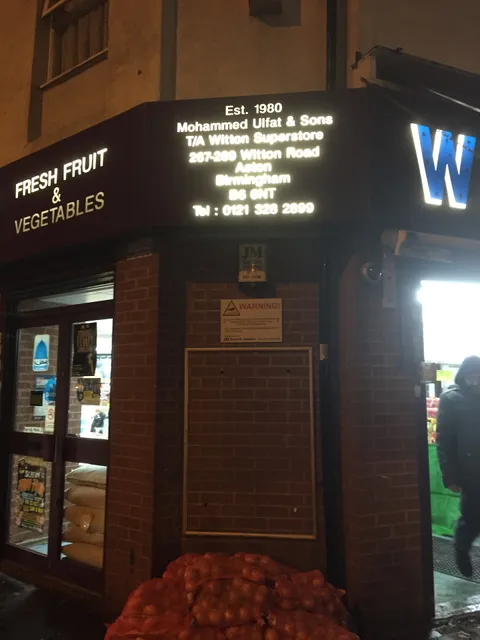 FRESH FRUIT
&
VEGETABLES
Est. 1980
Mohammed Ulfat & Sons
T/A Witton Superstore
267-269 Witton Road
Aston
Birmingham
B6 6NT
Tel : 0121 328 2899
W
JM
WARNING!